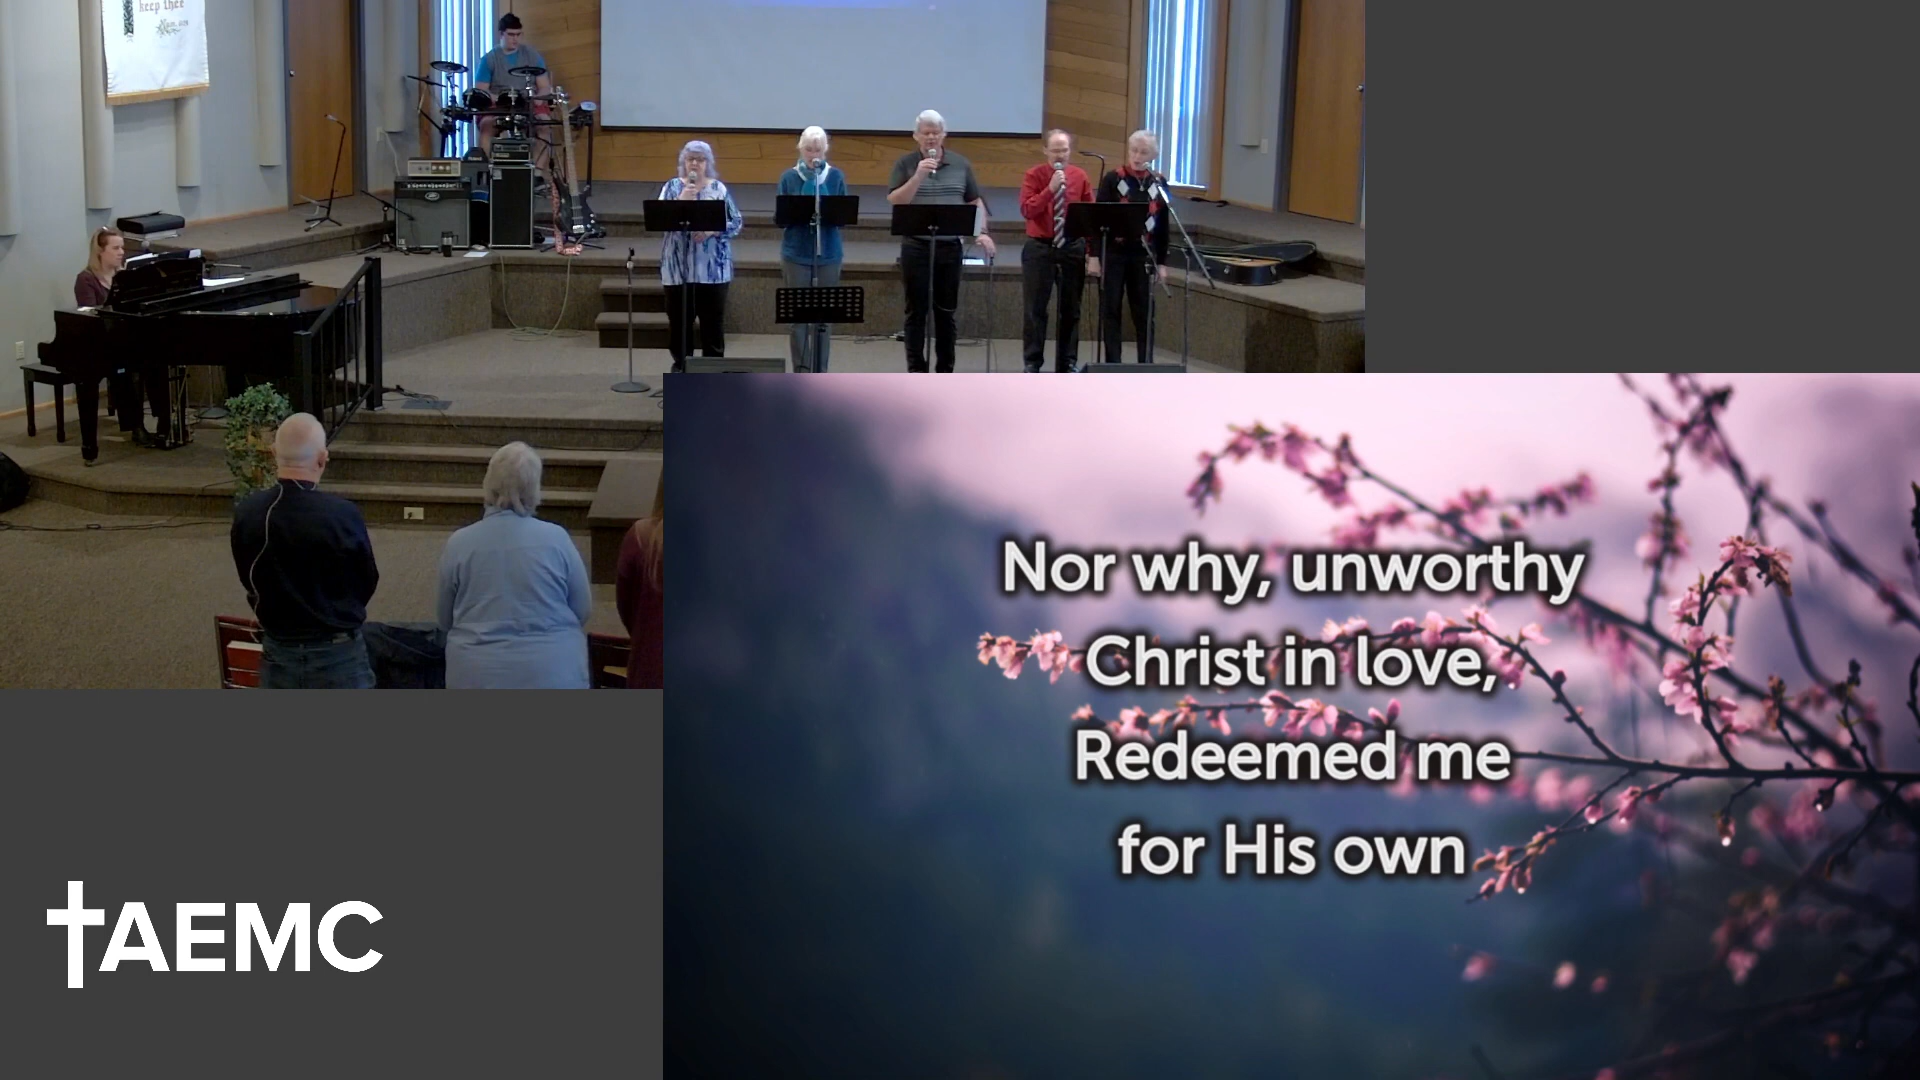 keep thee
Nor why, unworthy
Christ in love,
Redeemed me
for His own
AEMC